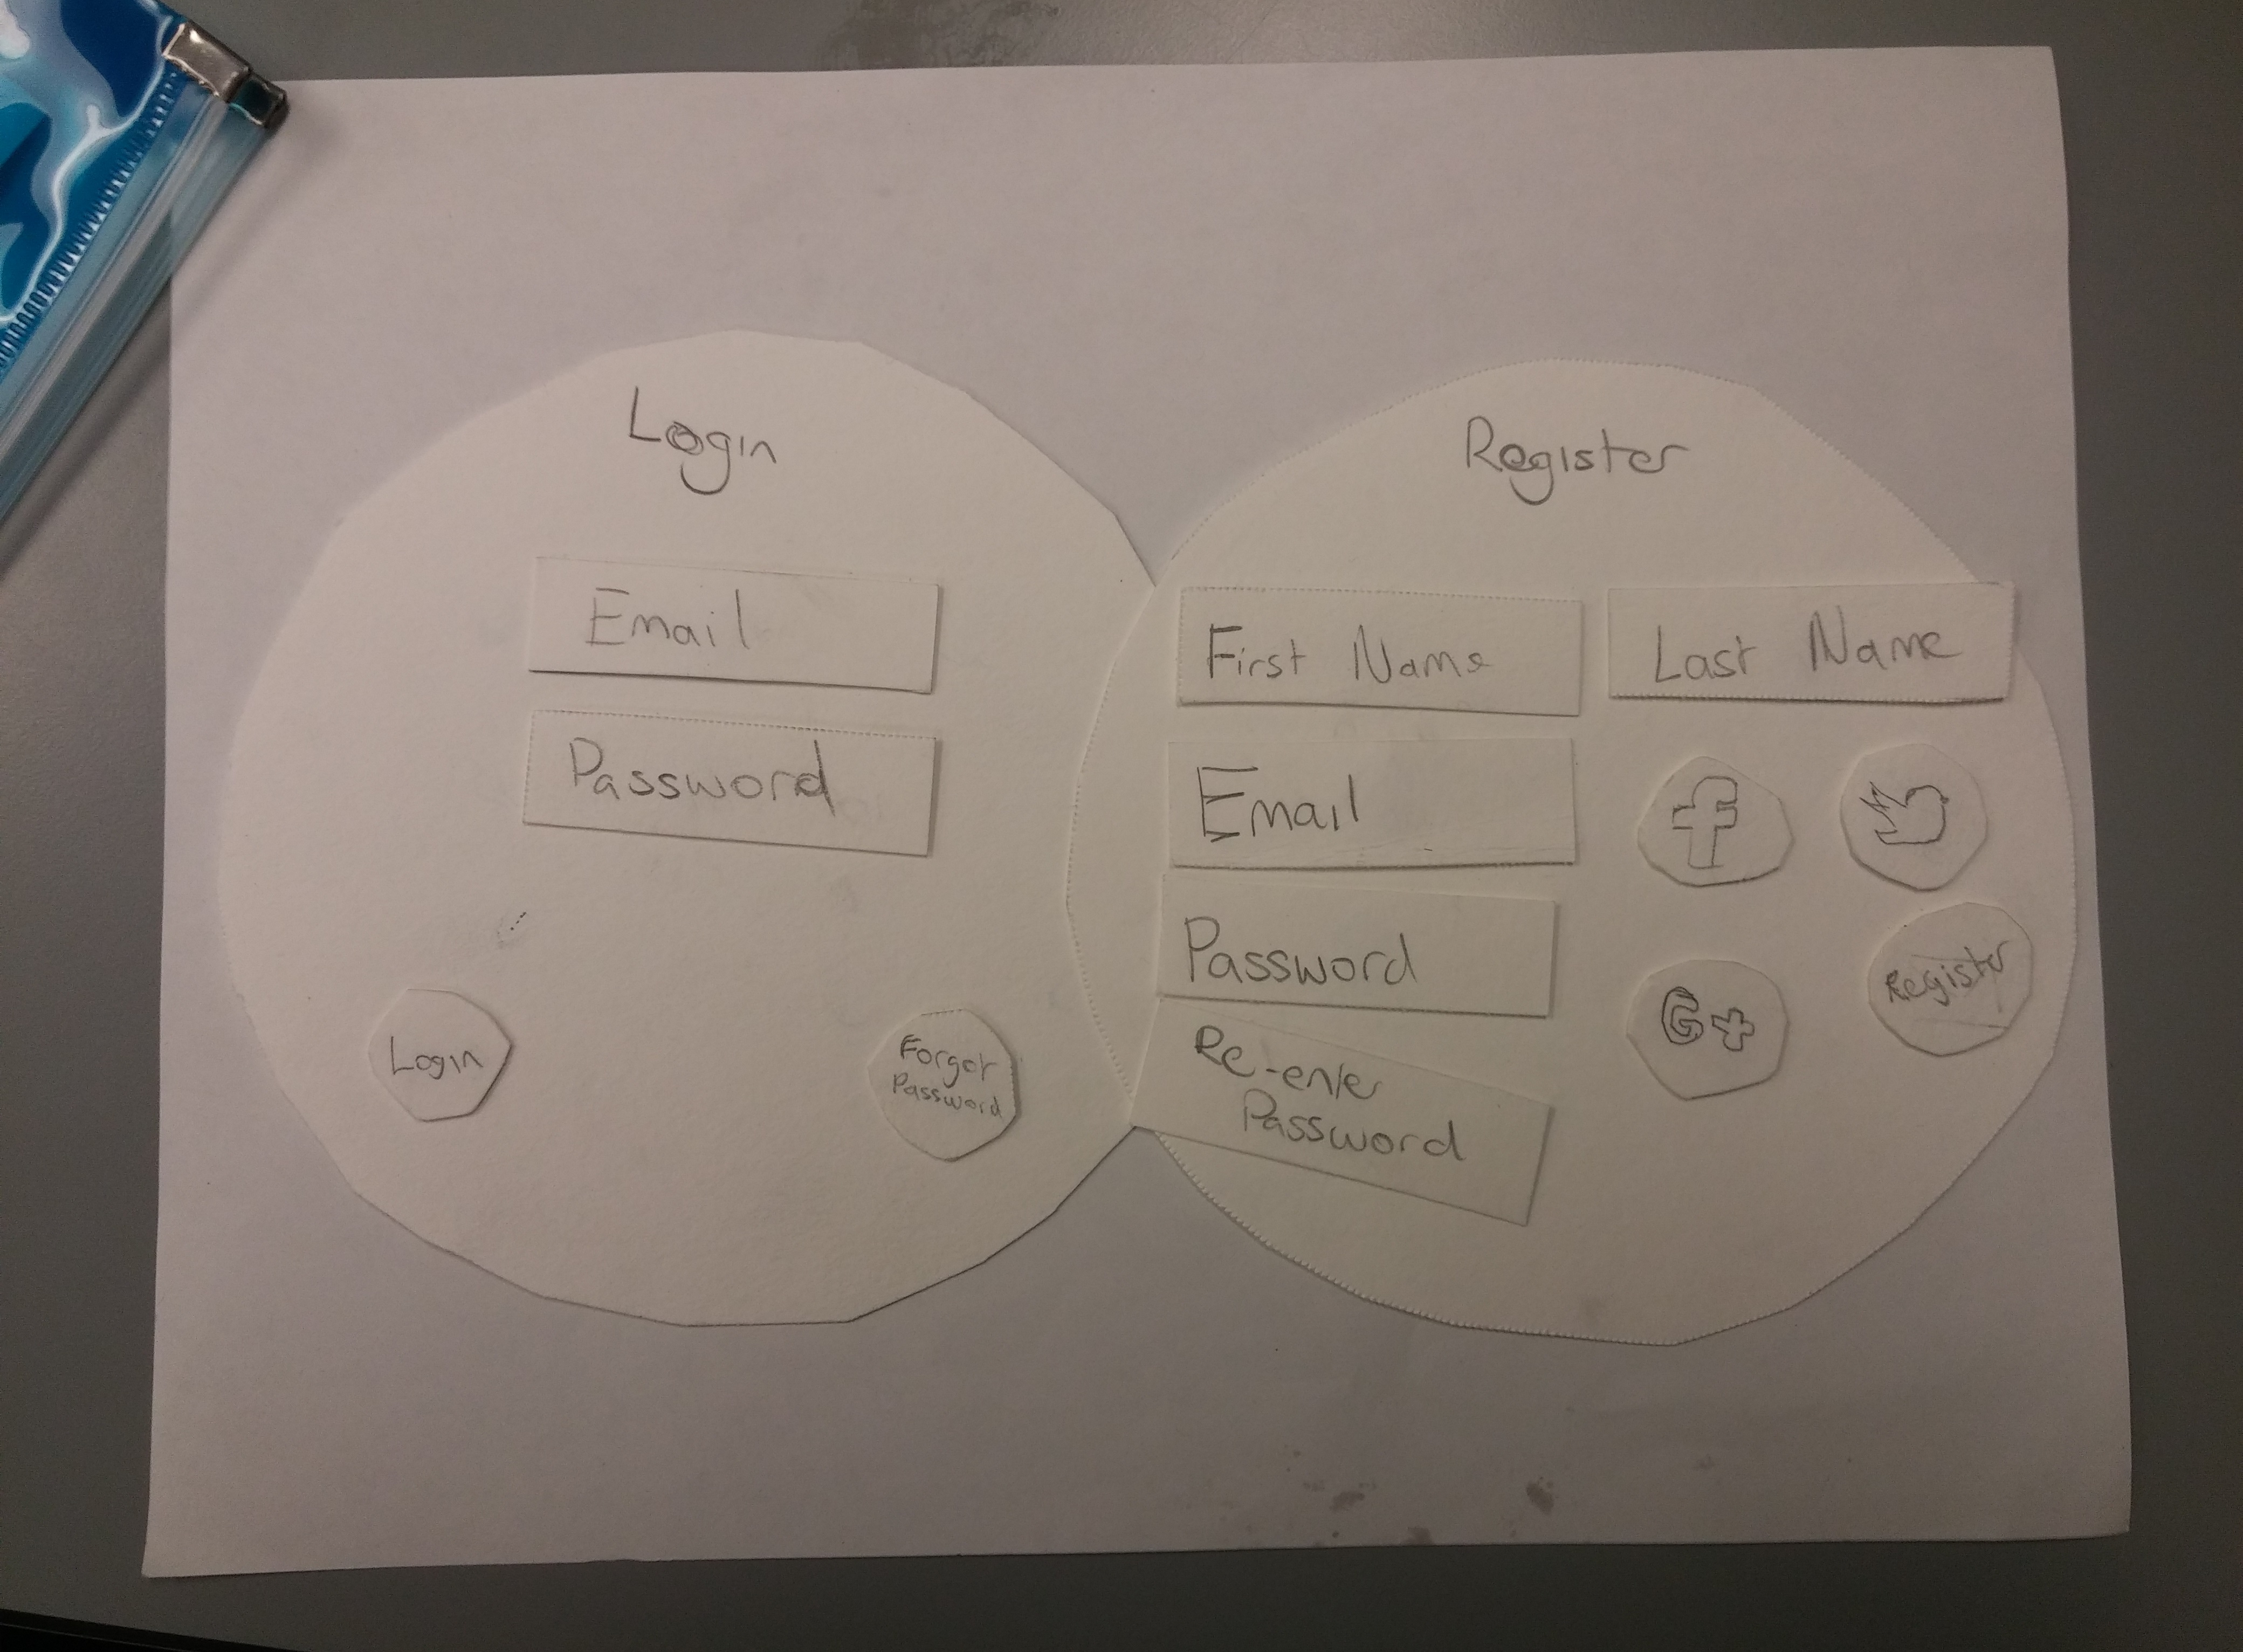 Login
Email
Password
Login
Forgot
Password
Register
First Name
Last Name
Email
Password
Re-enter
Password
f
G+
Register